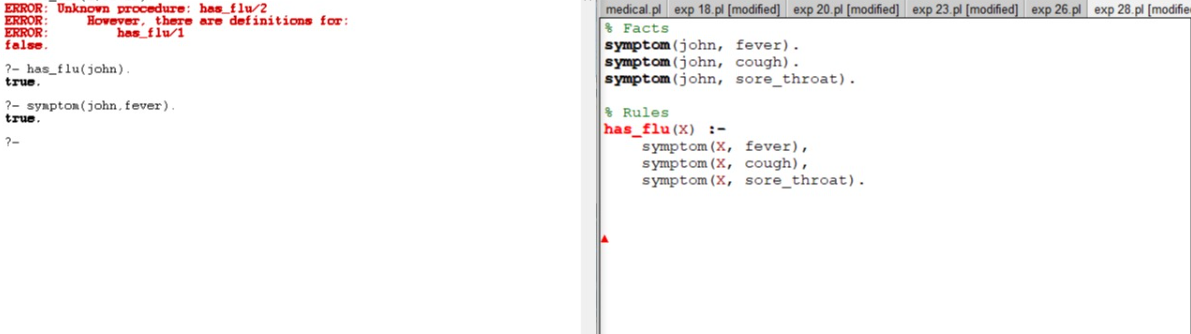 ERROR: Unknown procedure: has_flu/2
ERROR: However, there are definitions for:
ERROR: has_flu/1
false.
?- has_flu(john).
true.
?- symptom(john,fever).
true.
?-
medical.pl exp 18.pl [modified] exp 20.pl [modified] exp 23.pl [modified] exp 26.pl exp 28.pl [modifie
% Facts
symptom(john, fever).
symptom(john, cough).
symptom(john, sore_throat).
% Rules
has_flu(X) :-
symptom(X, fever),
symptom(X, cough),
symptom(X, sore_throat).